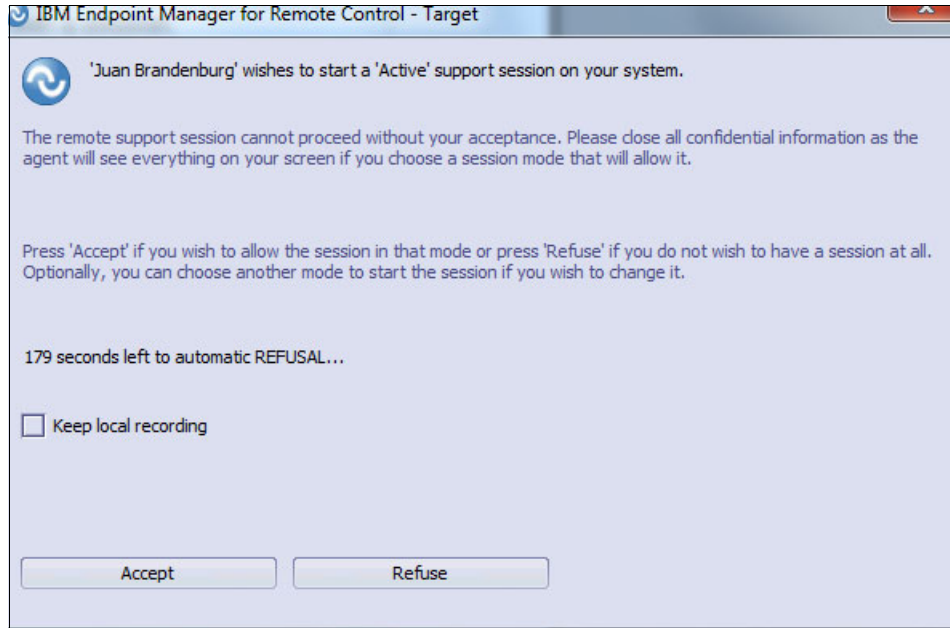 IBM Endpoint Manager for Remote Control - Target
'Juan Brandenburg' wishes to start a 'Active' support session on your system.
The remote support session cannot proceed without your acceptance. Please close all confidential information as the
agent will see everything on your screen if you choose a session mode that will allow it.
Press 'Accept' if you wish to allow the session in that mode or press 'Refuse' if you do not wish to have a session at all.
Optionally, you can choose another mode to start the session if you wish to change it.
179 seconds left to automatic REFUSAL...
Keep local recording
Accept
Refuse